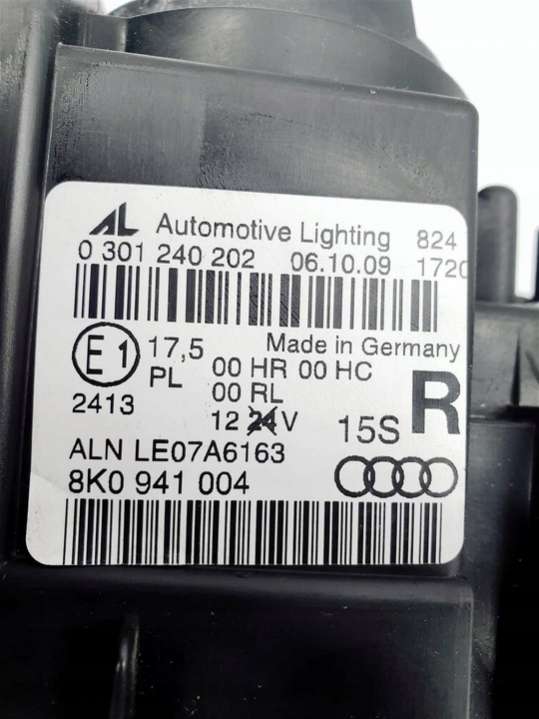 AL Automotive Lighting 824
0 301 240 202 06.10.09 1720
Made in Germany
E1 17,5 00 HR 00 HC
PL 00 RL
2413 12 24 V
15S R
ALN LE07A6163
8K0 941 004